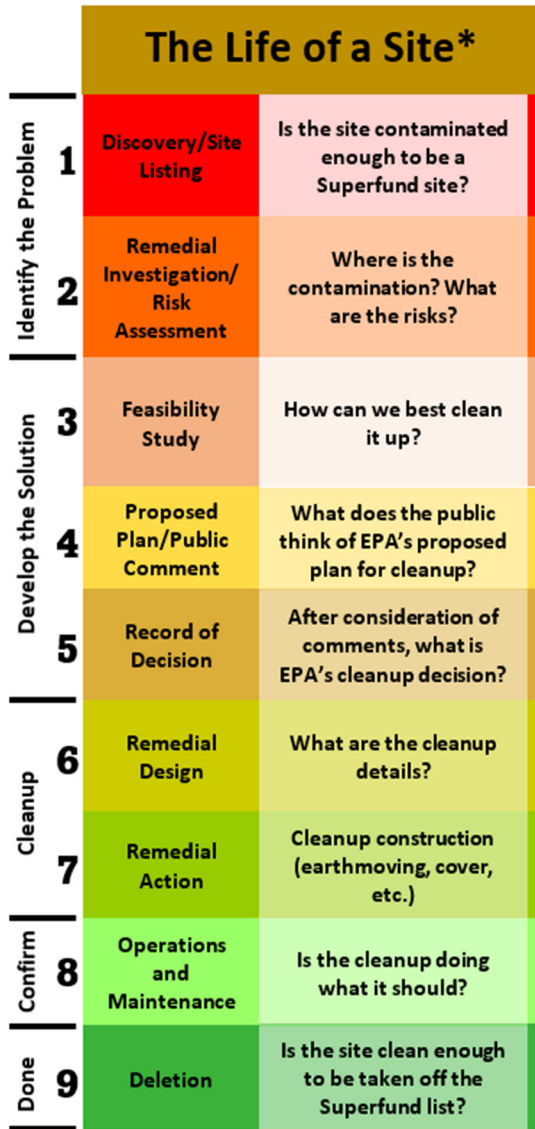 The Life of a Site*
Identify the Problem
1
Discovery/Site
Listing
Is the site contaminated
enough to be a
Superfund site?
2
Remedial
Investigation/
Risk
Assessment
Where is the
contamination? What
are the risks?
Develop the Solution
3
Feasibility
Study
How can we best clean
it up?
4
Proposed
Plan/Public
Comment
What does the public
think of EPA's proposed
plan for cleanup?
5
Record of
Decision
After consideration of
comments, what is
EPA's cleanup decision?
Cleanup
6
Remedial
Design
What are the cleanup
details?
7
Remedial
Action
Cleanup construction
(earthmoving, cover,
etc.)
Confirm
8
Operations
and
Maintenance
Is the cleanup doing
what it should?
Done
9
Deletion
Is the site clean enough
to be taken off the
Superfund list?